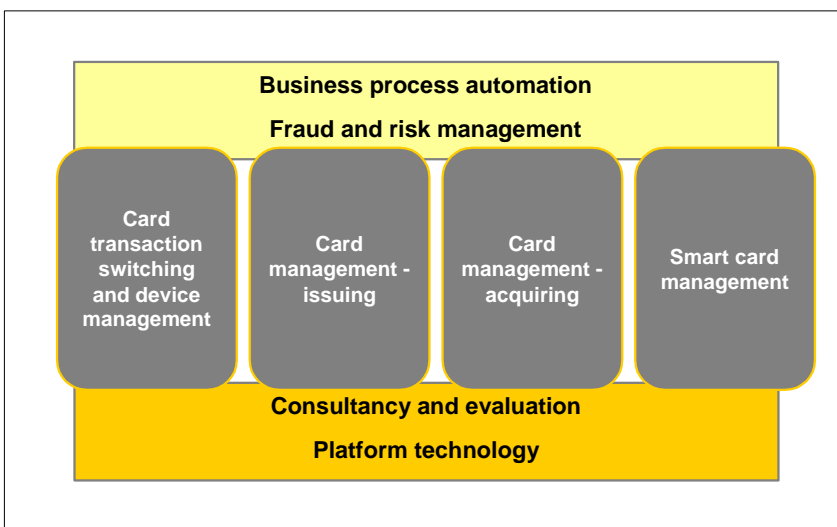 Business process automation
Fraud and risk management
Card
transaction
switching
and device
management
Card
management -
issuing
Card
management -
acquiring
Smart card
management
Consultancy and evaluation
Platform technology